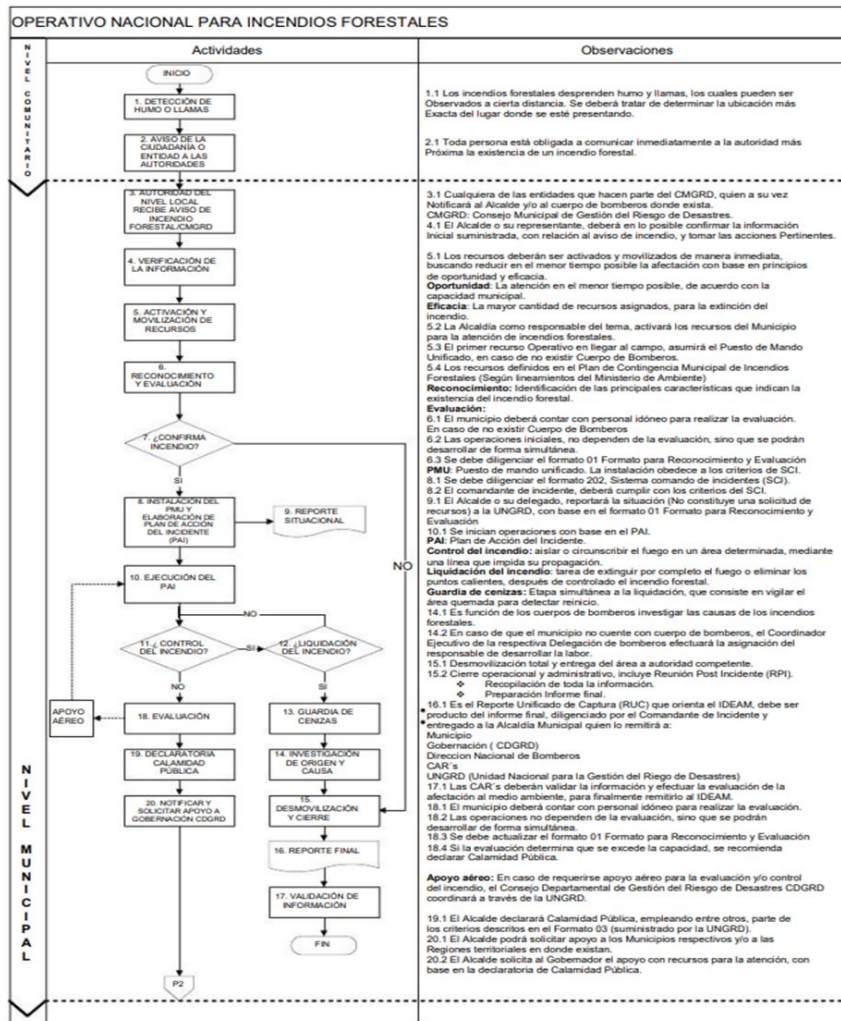 OPERATIVO NACIONAL PARA INCENDIOS FORESTALES
Actividades
Observaciones
NIVEL COMUNITARIO
INICIO
1. DETECCIÓN DE
HUMO O LLAMAS
2. AVISO DE LA
CIUDADANÍA O
ENTIDAD A LAS
AUTORIDADES
1.1 Los incendios forestales desprenden humo y llamas, los cuales pueden ser
Observados a cierta distancia. Se deberá tratar de determinar la ubicación más
Exacta del lugar donde se esté presentando.
2.1 Toda persona está obligada a comunicar inmediatamente a la autoridad más
Próxima la existencia de un incendio forestal.
NIVEL MUNICIPAL
3. AUTORIDAD DEL
NIVEL LOCAL
RECIBE AVISO DE
INCENDIO
FORESTAL/CMGRD
4. VERIFICACIÓN DE
LA INFORMACIÓN
5. ACTIVACIÓN Y
MOVILIZACIÓN DE
RECURSOS
6.
RECONOCIMIENTO
Y EVALUACIÓN
7. ¿CONFIRMA
INCENDIO?
SI
NO
8. INSTALACIÓN DEL
PMU Y
ELABORACIÓN DE
PLAN DE ACCIÓN
DEL INCIDENTE
(PAI)
9. REPORTE
SITUACIONAL
10. EJECUCIÓN DEL
PAI
NO
11.¿ CONTROL
DEL INCENDIO?
SI
12. ¿LIQUIDACIÓN
DEL INCENDIO?
NO
SI
APOYO
AÉREO
18. EVALUACIÓN
13. GUARDIA DE
CENIZAS
19. DECLARATORIA
CALAMIDAD
PÚBLICA
14. INVESTIGACIÓN
DE ORIGEN Y
CAUSA
20. NOTIFICAR Y
SOLICITAR APOYO A
GOBERNACIÓN CDGRD
15.
DESMOVILIZACIÓN
Y CIERRE
16. REPORTE FINAL
17. VALIDACIÓN DE
INFORMACIÓN
FIN
P2
3.1 Cualquiera de las entidades que hacen parte del CMGRD, quien a su vez
Notificará al Alcalde y/o al cuerpo de bomberos donde exista.
CMGRD: Consejo Municipal de Gestión del Riesgo de Desastres.
4.1 El Alcalde o su representante, deberá en lo posible confirmar la información
Inicial suministrada, con relación al aviso de incendio, y tomar las acciones Pertinentes.
5.1 Los recursos deberán ser activados y movilizados de manera inmediata,
buscando reducir en el menor tiempo posible la afectación con base en principios
de oportunidad y eficacia.
Oportunidad: La atención en el menor tiempo posible, de acuerdo con la
capacidad municipal.
Eficacia: La mayor cantidad de recursos asignados, para la extinción del
incendio.
5.2 La Alcaldía como responsable del tema, activará los recursos del Municipio
para la atención de incendios forestales.
5.3 El primer recurso Operativo en llegar al campo, asumirá el Puesto de Mando
Unificado, en caso de no existir Cuerpo de Bomberos.
5.4 Los recursos definidos en el Plan de Contingencia Municipal de Incendios
Forestales (Según lineamientos del Ministerio de Ambiente)
Reconocimiento: Identificación de las principales características que indican la
existencia del incendio forestal.
Evaluación:
6.1 El municipio deberá contar con personal idóneo para realizar la evaluación.
En caso de no existir Cuerpo de Bomberos
6.2 Las operaciones iniciales, no dependen de la evaluación, sino que se podrán
desarrollar de forma simultánea.
6.3 Se debe diligenciar el formato 01 Formato para Reconocimiento y Evaluación
PMU: Puesto de mando unificado. La instalación obedece a los criterios de SCI.
8.1 Se debe diligenciar el formato 202, Sistema comando de incidentes (SCI).
8.2 El comandante de incidente, deberá cumplir con los criterios del SCI.
9.1 El Alcalde o su delegado, reportará la situación (No constituye una solicitud de
recursos) a la UNGRD, con base en el formato 01 Formato para Reconocimiento y
Evaluación
10.1 Se inician operaciones con base en el PAI.
PAI: Plan de Acción del Incidente.
Control del incendio: aislar o circunscribir el fuego en un área determinada, mediante
una línea que impida su propagación.
Liquidación del incendio: tarea de extinguir por completo el fuego o eliminar los
puntos calientes, después de controlado el incendio forestal.
Guardia de cenizas: Etapa simultánea a la liquidación, que consiste en vigilar el
área quemada para detectar reinicio.
14.1 Es función de los cuerpos de bomberos investigar las causas de los incendios
forestales.
14.2 En caso de que el municipio no cuente con cuerpo de bomberos, el Coordinador
Ejecutivo de la respectiva Delegación de bomberos efectuará la asignación del
responsable de desarrollar la labor.
15.1 Desmovilización total y entrega del área a autoridad competente.
15.2 Cierre operacional y administrativo, incluye Reunión Post Incidente (RPI).
❖ Recopilación de toda la información.
❖ Preparación Informe final.
16.1 Es el Reporte Unificado de Captura (RUC) que orienta el IDEAM, debe ser
producto del informe final, diligenciado por el Comandante de Incidente y
entregado a la Alcaldía Municipal quien lo remitirá a:
Municipio
Gobernación ( CDGRD)
Direccion Nacional de Bomberos
CAR´s
UNGRD (Unidad Nacional para la Gestión del Riego de Desastres)
17.1 Las CAR´s deberán validar la información y efectuar la evaluación de la
afectación al medio ambiente, para finalmente remitirlo al IDEAM.
18.1 El municipio deberá contar con personal idóneo para realizar la evaluación.
18.2 Las operaciones no dependen de la evaluación, sino que se podrán
desarrollar de forma simultánea.
18.3 Se debe actualizar el formato 01 Formato para Reconocimiento y Evaluación
18.4 Si la evaluación determina que se excede la capacidad, se recomienda
declarar Calamidad Pública.
Apoyo aéreo: En caso de requerirse apoyo aéreo para la evaluación y/o control
del incendio, el Consejo Departamental de Gestión del Riesgo de Desastres CDGRD
coordinará a través de la UNGRD.
19.1 El Alcalde declarará Calamidad Pública, empleando entre otros, parte de
los criterios descritos en el Formato 03 (suministrado por la UNGRD).
20.1 El Alcalde podrá solicitar apoyo a los Municipios respectivos y/o a las
Regiones territoriales en donde existan.
20.2 El Alcalde solicita al Gobernador el apoyo con recursos para la atención, con
base en la declaratoria de Calamidad Pública.